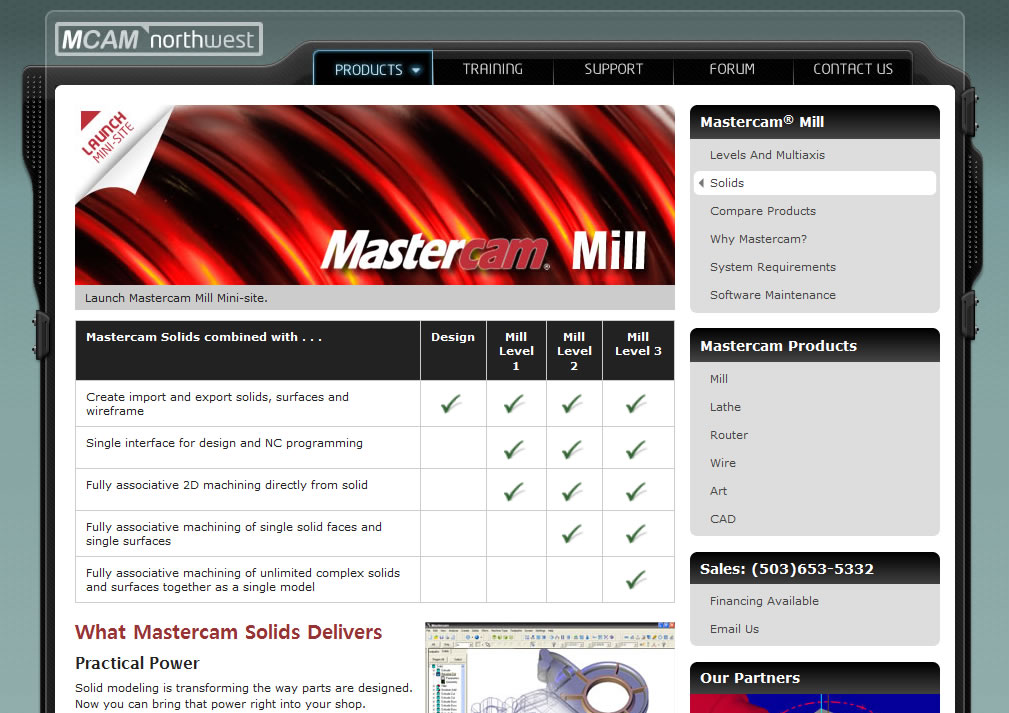 MCAM northwest
PRODUCTS TRAINING SUPPORT FORUM CONTACT US
LAUNCH
MINI-SITE
Mastercam® Mill
Launch Mastercam Mill Mini-site.
Mastercam Solids combined with . . . Design Mill Level 1 Mill Level 2 Mill Level 3
Create import and export solids, surfaces and
wireframe
Single interface for design and NC programming
Fully associative 2D machining directly from solid
Fully associative machining of single solid faces and
single surfaces
Fully associative machining of unlimited complex solids
and surfaces together as a single model
What Mastercam Solids Delivers
Practical Power
Solid modeling is transforming the way parts are designed.
Now you can bring that power right into your shop.
Mastercam® Mill
Levels And Multiaxis
Solids
Compare Products
Why Mastercam?
System Requirements
Software Maintenance
Mastercam Products
Mill
Lathe
Router
Wire
Art
CAD
Sales: (503)653-5332
Financing Available
Email Us
Our Partners